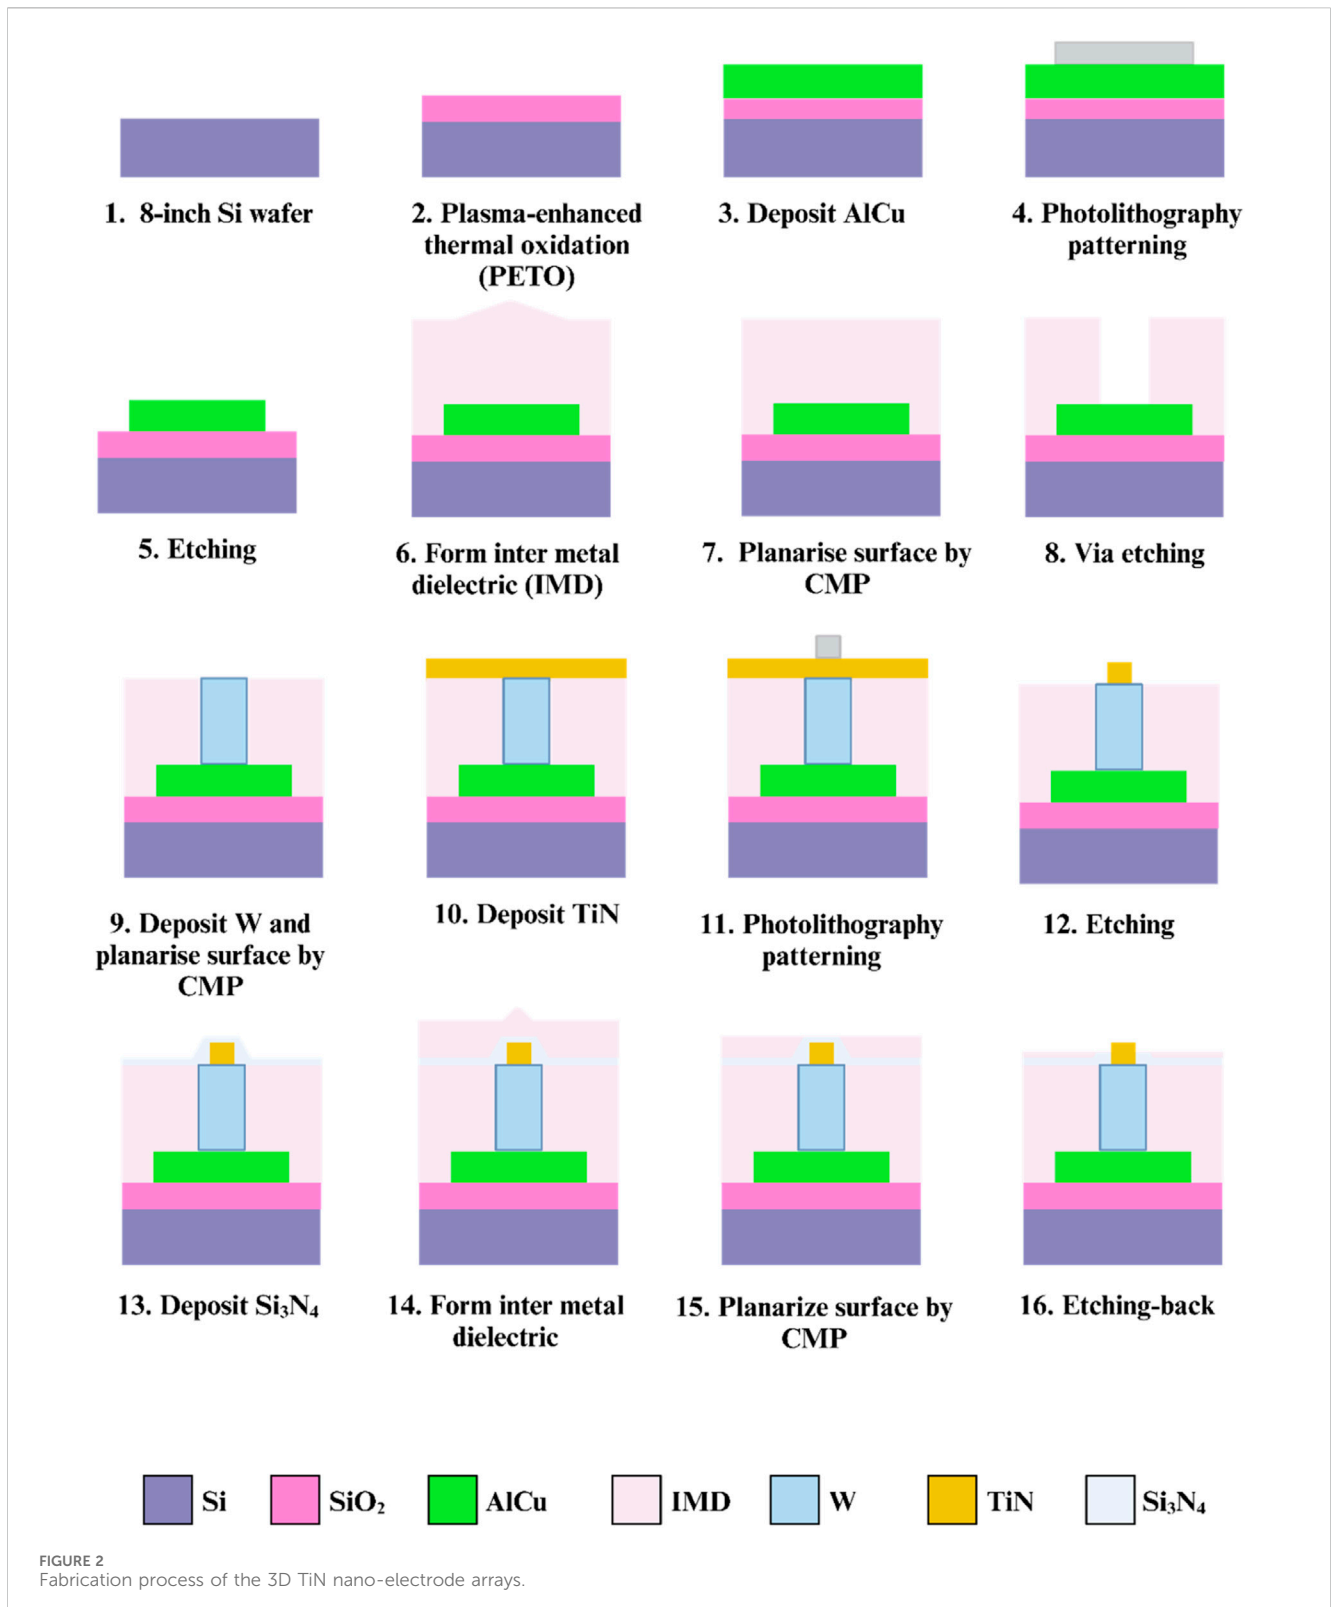 1. 8-inch Si wafer
2. Plasma-enhanced
thermal oxidation
(PETO)
3. Deposit AlCu
4. Photolithography
patterning
5. Etching
6. Form inter metal
dielectric (IMD)
7. Planarise surface by
CMP
8. Via etching
9. Deposit W and
planarise surface by
CMP
10. Deposit TiN
11. Photolithography
patterning
12. Etching
13. Deposit Si₃N₄
14. Form inter metal
dielectric
15. Planarize surface by
CMP
16. Etching-back
Si
SiO₂
AlCu
IMD
W
TiN
Si₃N₄
FIGURE 2
Fabrication process of the 3D TiN nano-electrode arrays.